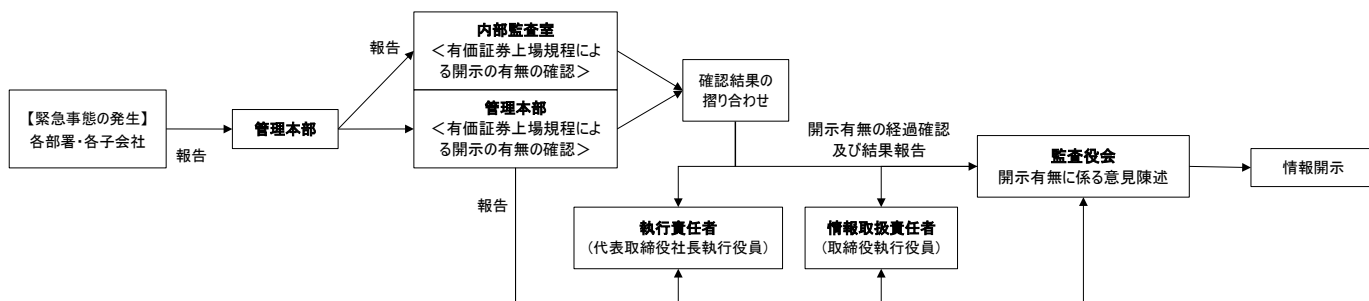 【緊急事態の発生】
各部署・各子会社
報告
管理本部
報告
内部監査室
＜有価証券上場規程によ
る開示の有無の確認＞
管理本部
＜有価証券上場規程によ
る開示の有無の確認＞
報告
確認結果の
摺り合わせ
開示有無の経過確認
及び結果報告
執行責任者
（代表取締役社長執行役員）
情報取扱責任者
（取締役執行役員）
監査役会
開示有無に係る意見陳述
情報開示